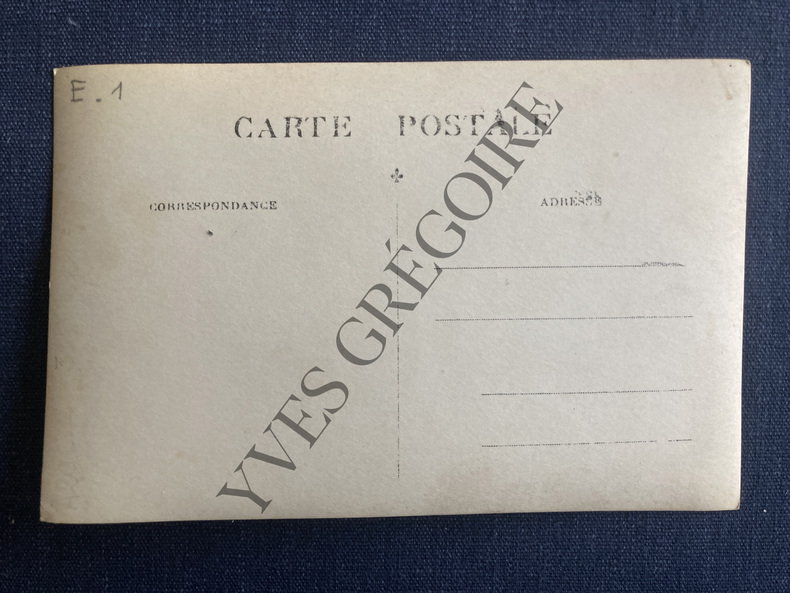 E.1
CARTE POSTALE
CORRESPONDANCE
ADRESSE
YVES GRÉGOIRE